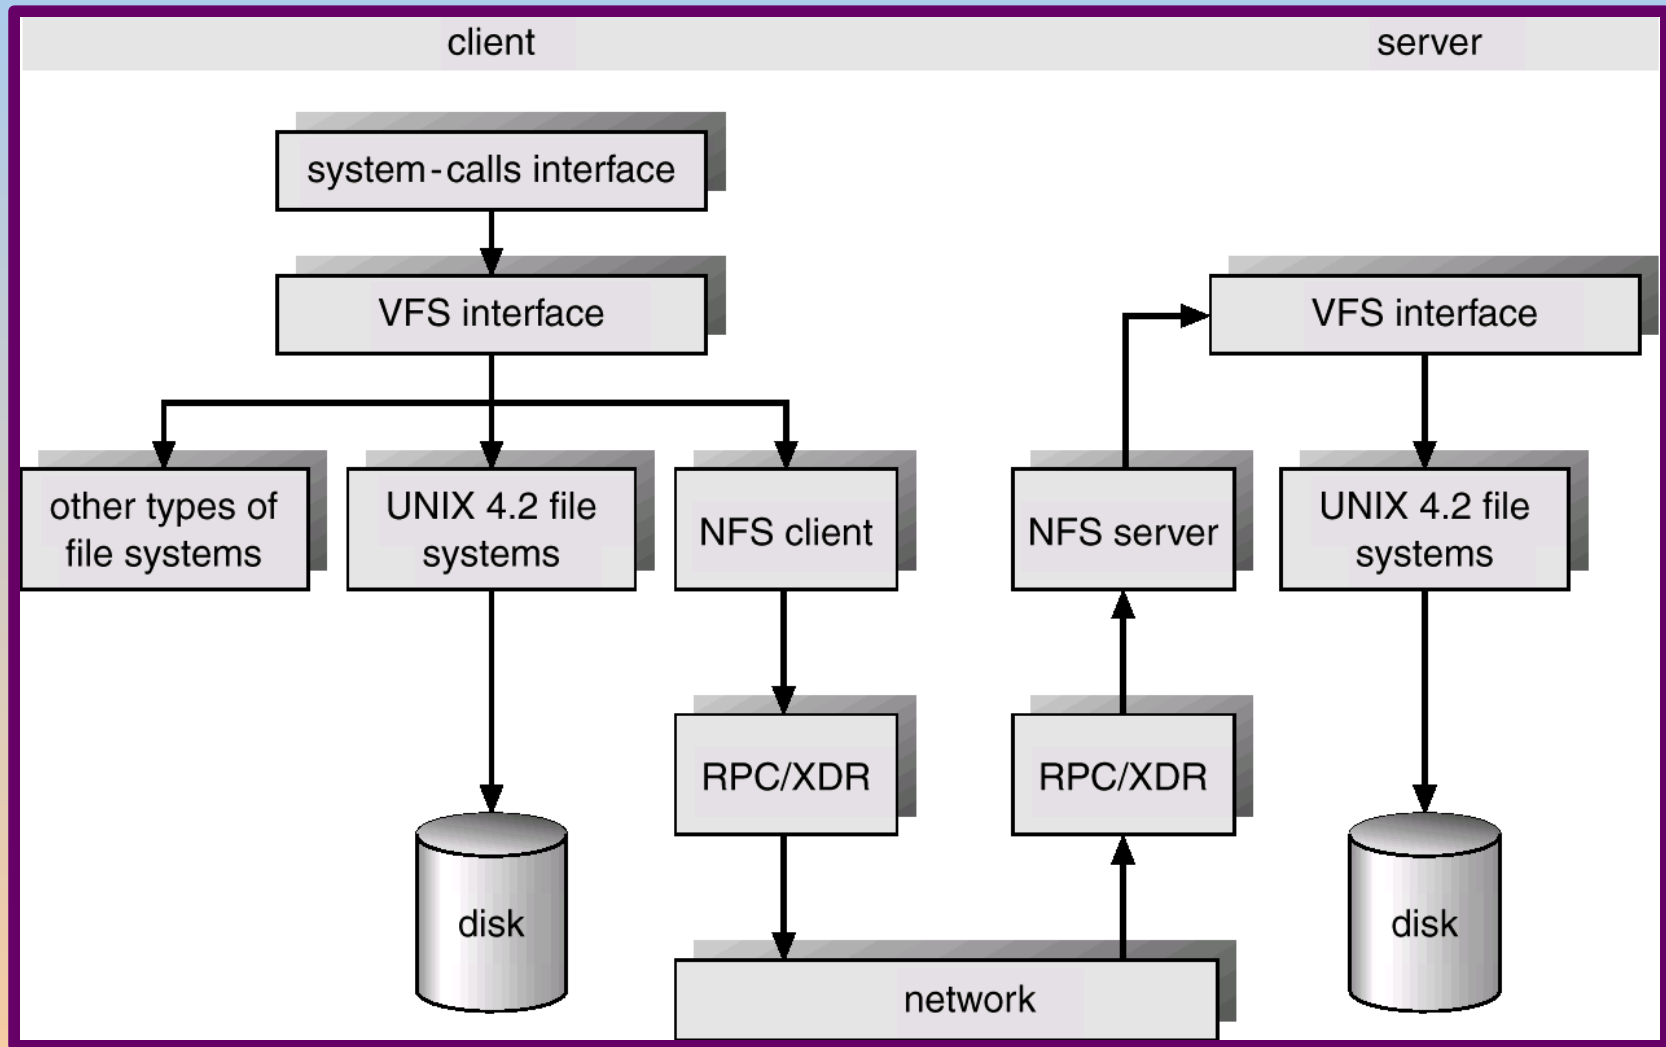 client
server
system-calls interface
VFS interface
VFS interface
other types of
file systems
UNIX 4.2 file
systems
NFS client
NFS server
UNIX 4.2 file
systems
RPC/XDR
RPC/XDR
disk
disk
network